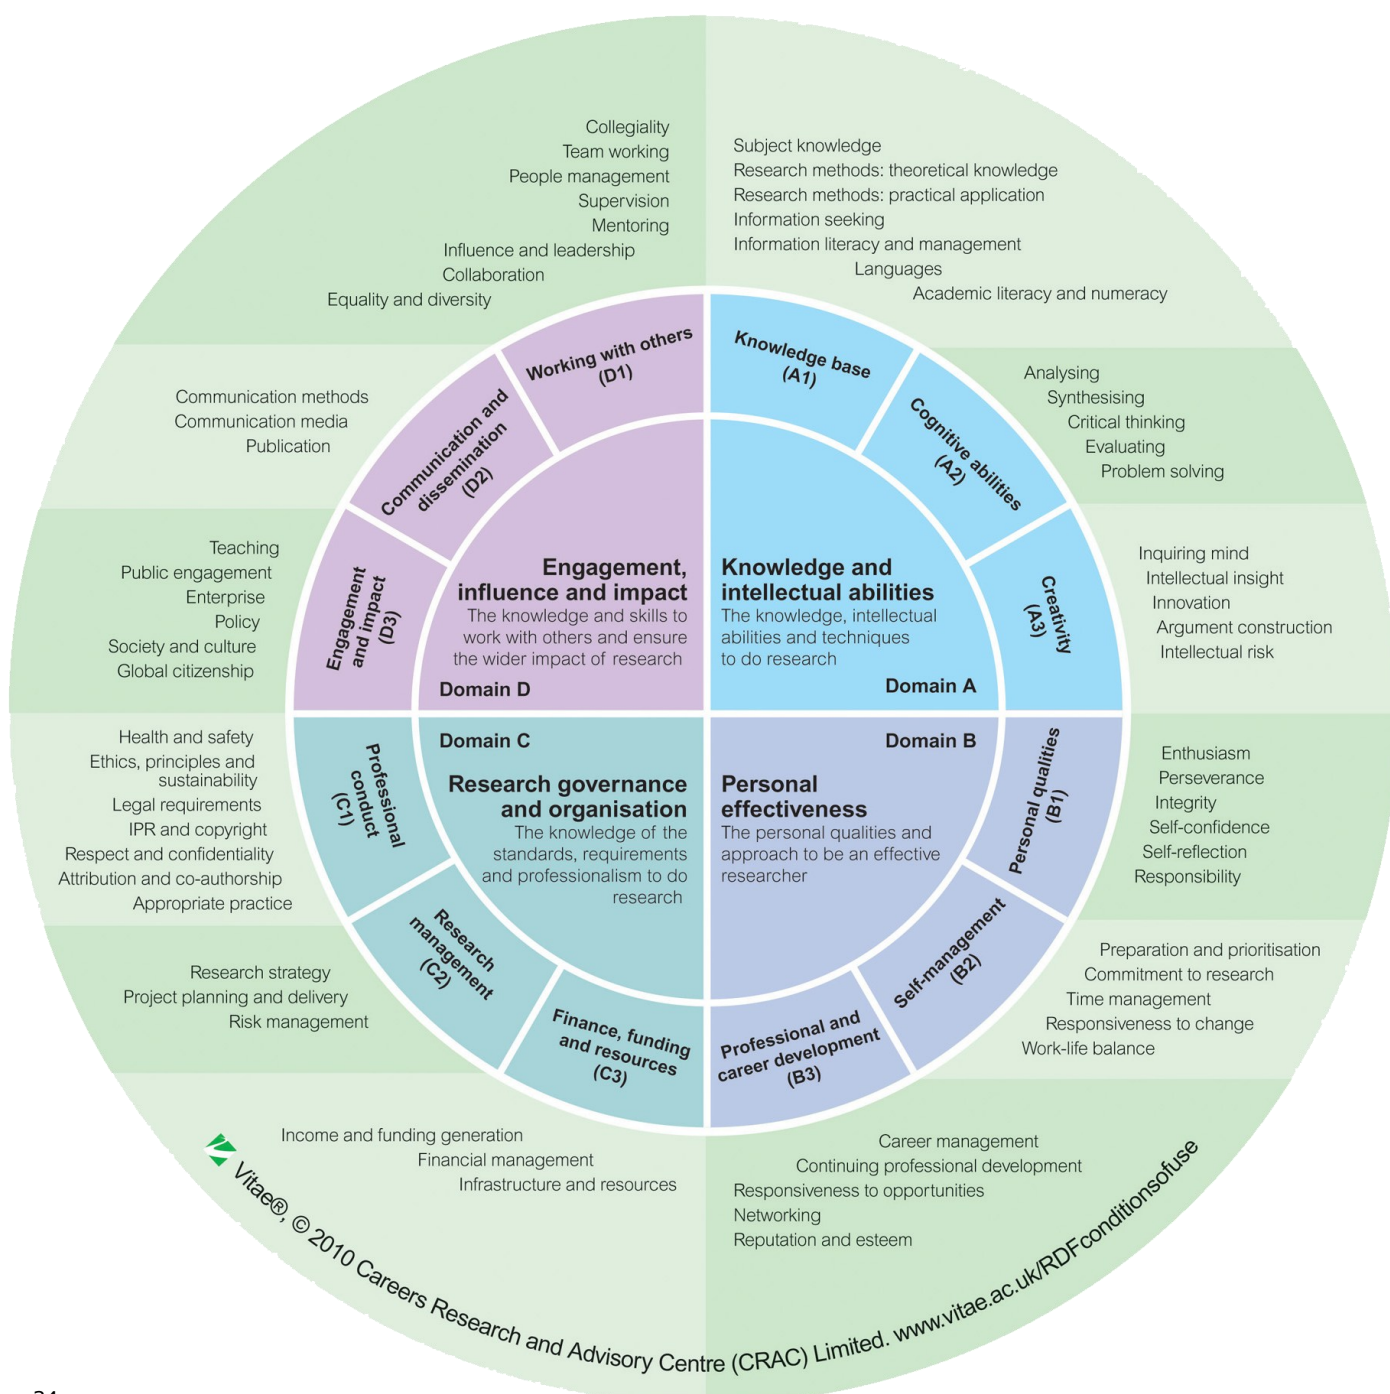 Collegiality
Team working
People management
Supervision
Mentoring
Influence and leadership
Collaboration
Equality and diversity
Subject knowledge
Research methods: theoretical knowledge
Research methods: practical application
Information seeking
Information literacy and management
Languages
Academic literacy and numeracy
Working with others
(D1)
Knowledge base
(A1)
Communication methods
Communication media
Publication
Communication and
dissemination
(D2)
Cognitive abilities
(A2)
Analysing
Synthesising
Critical thinking
Evaluating
Problem solving
Teaching
Public engagement
Enterprise
Policy
Society and culture
Global citizenship
Engagement
and impact
(D3)
Engagement,
influence and impact
The knowledge and skills to
work with others and ensure
the wider impact of research
Domain D
Knowledge and
intellectual abilities
The knowledge, intellectual
abilities and techniques
to do research
Domain A
Creativity
(A3)
Inquiring mind
Intellectual insight
Innovation
Argument construction
Intellectual risk
Health and safety
Ethics, principles and
sustainability
Legal requirements
IPR and copyright
Respect and confidentiality
Attribution and co-authorship
Appropriate practice
Professional
conduct
(C1)
Domain C
Research governance
and organisation
The knowledge of the
standards, requirements
and professionalism to do
research
Domain B
Personal
effectiveness
The personal qualities and
approach to be an effective
researcher
Personal qualities
(B1)
Enthusiasm
Perseverance
Integrity
Self-confidence
Self-reflection
Responsibility
Research strategy
Project planning and delivery
Risk management
Research
management
(C2)
Self-management
(B2)
Preparation and prioritisation
Commitment to research
Time management
Responsiveness to change
Work-life balance
Finance, funding
and resources
(C3)
Professional and
career development
(B3)
Income and funding generation
Financial management
Infrastructure and resources
Career management
Continuing professional development
Responsiveness to opportunities
Networking
Reputation and esteem
Vitae®, © 2010 Careers Research and Advisory Centre (CRAC) Limited. www.vitae.ac.uk/RDFconditionsofuse